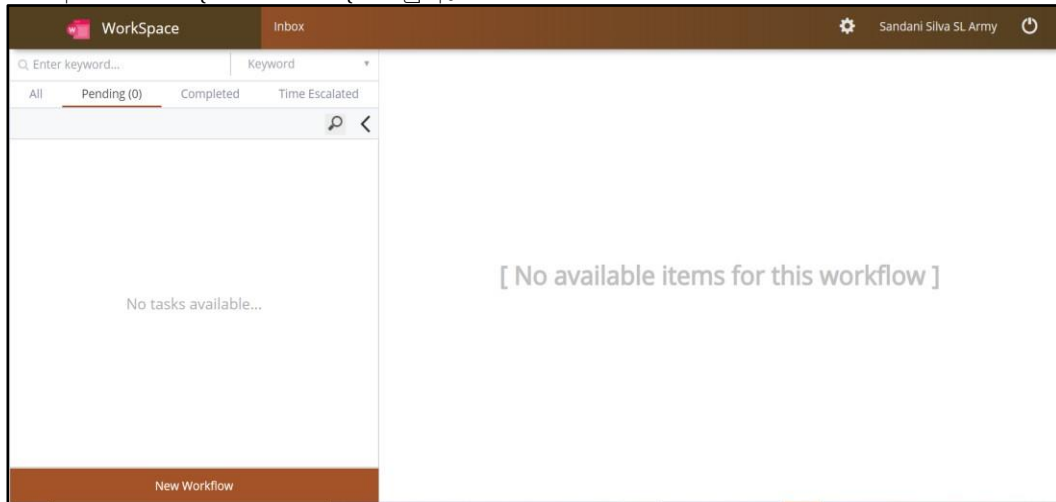 WorkSpace
Inbox
Sandani Silva SL Army
Enter keyword...
Keyword
All
Pending (0)
Completed
Time Escalated
No tasks available...
[ No available items for this workflow ]
New Workflow